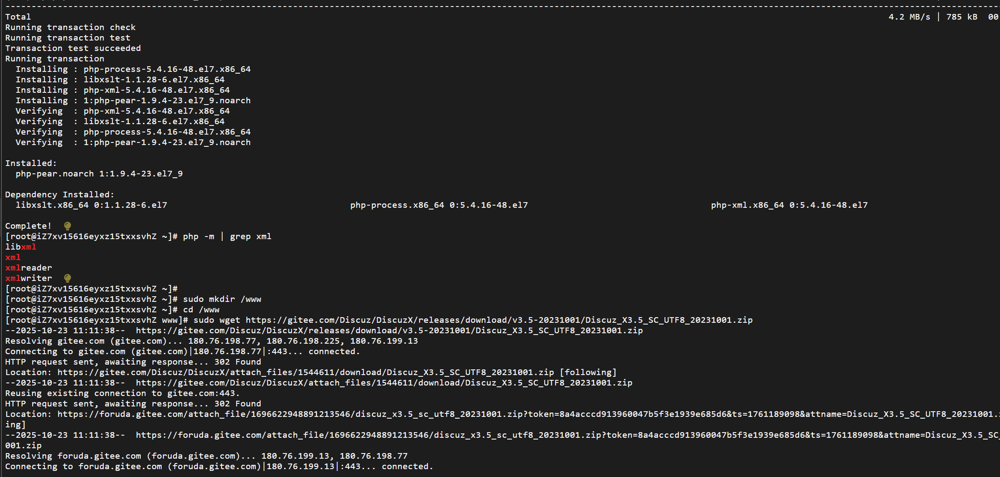 Total 4.2 MB/s | 785 kB 00
Running transaction check
Running transaction test
Transaction test succeeded
Running transaction
Installing : php-process-5.4.16-48.el7.x86_64
Installing : libxslt-1.1.28-6.el7.x86_64
Installing : php-xml-5.4.16-48.el7.x86_64
Installing : 1:php-pear-1.9.4-23.el7_9.noarch
Verifying : php-xml-5.4.16-48.el7.x86_64
Verifying : libxslt-1.1.28-6.el7.x86_64
Verifying : php-process-5.4.16-48.el7.x86_64
Verifying : 1:php-pear-1.9.4-23.el7_9.noarch
Installed:
php-pear.noarch 1:1.9.4-23.el7_9
Dependency Installed:
libxslt.x86_64 0:1.1.28-6.el7 php-process.x86_64 0:5.4.16-48.el7 php-xml.x86_64 0:5.4.16-48.el7
Complete!
[root@iZ7xv15616eyxz15txxsvhZ ~]# php -m | grep xml
libxml
xml
xmlreader
xmlwriter
[root@iZ7xv15616eyxz15txxsvhZ ~]#
[root@iZ7xv15616eyxz15txxsvhZ ~]# sudo mkdir /www
[root@iZ7xv15616eyxz15txxsvhZ ~]# cd /www
[root@iZ7xv15616eyxz15txxsvhZ www]# sudo wget https://gitee.com/Discuz/DiscuzX/releases/download/v3.5-20231001/Discuz_X3.5_SC_UTF8_20231001.zip
--2025-10-23 11:11:38-- https://gitee.com/Discuz/DiscuzX/releases/download/v3.5-20231001/Discuz_X3.5_SC_UTF8_20231001.zip
Resolving gitee.com (gitee.com)... 180.76.198.77, 180.76.198.225, 180.76.199.13
Connecting to gitee.com (gitee.com)|180.76.198.77|:443... connected.
HTTP request sent, awaiting response... 302 Found
Location: https://gitee.com/Discuz/DiscuzX/attach_files/1544611/download/Discuz_X3.5_SC_UTF8_20231001.zip [following]
--2025-10-23 11:11:38-- https://gitee.com/Discuz/DiscuzX/attach_files/1544611/download/Discuz_X3.5_SC_UTF8_20231001.zip
Reusing existing connection to gitee.com:443.
HTTP request sent, awaiting response... 302 Found
Location: https://foruda.gitee.com/attach_file/1696622948891213546/discuz_x3.5_sc_utf8_20231001.zip?token=8a4acccd913960047b5f3e1939e685d6&ts=1761189098&attname=Discuz_X3.5_SC_UTF8_20231001.
ing]
--2025-10-23 11:11:38-- https://foruda.gitee.com/attach_file/1696622948891213546/discuz_x3.5_sc_utf8_20231001.zip?token=8a4acccd913960047b5f3e1939e685d6&ts=1761189098&attname=Discuz_X3.5_SC_
001.zip
Resolving foruda.gitee.com (foruda.gitee.com)... 180.76.199.13, 180.76.198.77
Connecting to foruda.gitee.com (foruda.gitee.com)|180.76.199.13|:443... connected.